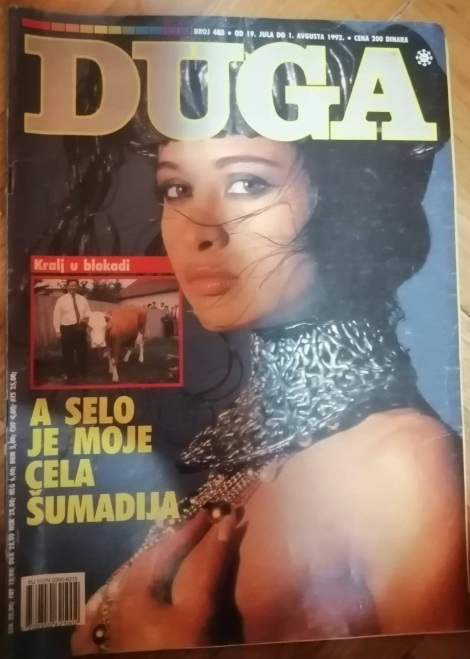 BROJ 488 • OD 19. JULA DO 1. AVGUSTA 1992. • CENA 200 DINARA
DUGA
Kralj u blokadi
A SELO
JE MOJE
CELA
ŠUMADIJA